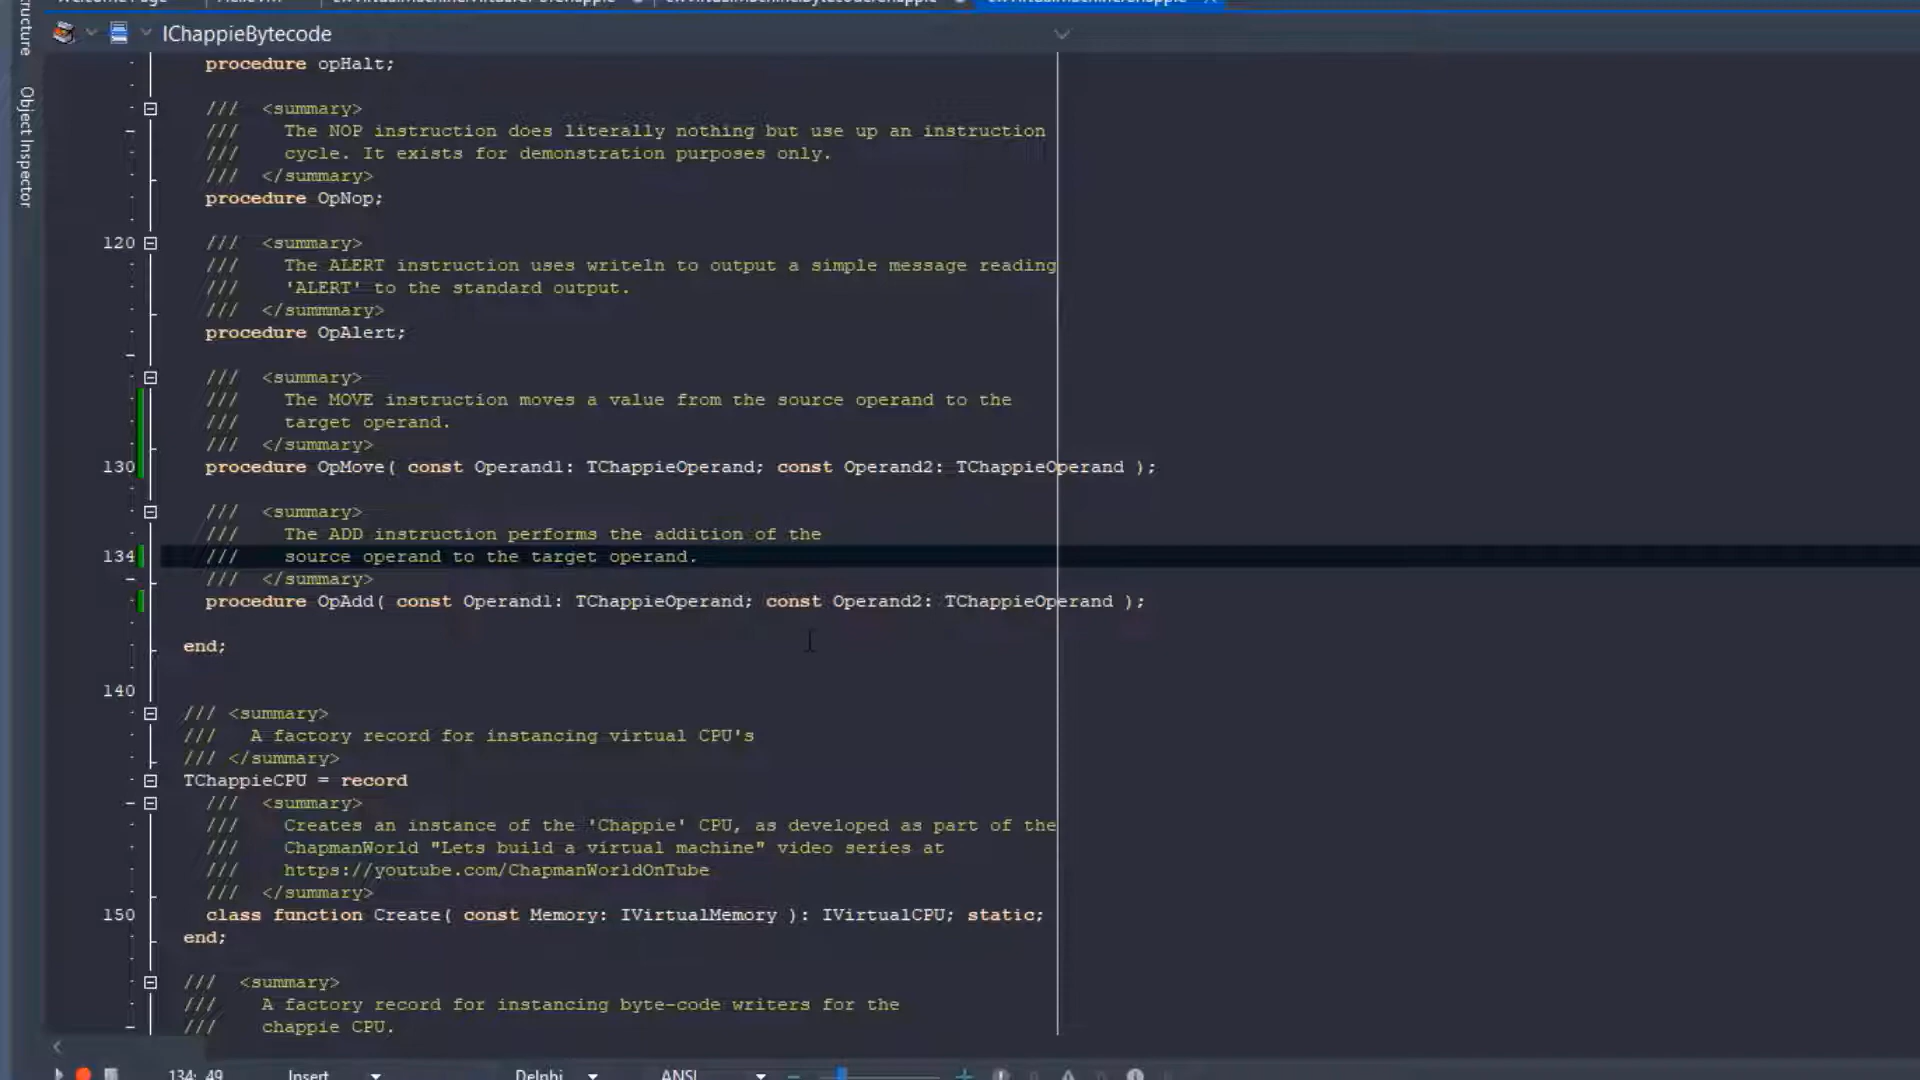 IChappieBytecode
procedure opHalt;
/// <summary>
/// The NOP instruction does literally nothing but use up an instruction
/// cycle. It exists for demonstration purposes only.
/// </summary>
procedure OpNop;
120 /// <summary>
/// The ALERT instruction uses writeln to output a simple message reading
/// 'ALERT' to the standard output.
/// </summmary>
procedure OpAlert;
/// <summary>
/// The MOVE instruction moves a value from the source operand to the
/// target operand.
/// </summary>
130 procedure OpMove( const Operand1: TChappieOperand; const Operand2: TChappieOperand );
/// <summary>
/// The ADD instruction performs the addition of the
134 /// source operand to the target operand.
/// </summary>
procedure OpAdd( const Operand1: TChappieOperand; const Operand2: TChappieOperand );
end;
140
/// <summary>
/// A factory record for instancing virtual CPU's
/// </summary>
TChappieCPU = record
/// <summary>
/// Creates an instance of the 'Chappie' CPU, as developed as part of the
/// ChapmanWorld "Lets build a virtual machine" video series at
/// https://youtube.com/ChapmanWorldOnTube
/// </summary>
150 class function Create( const Memory: IVirtualMemory ): IVirtualCPU; static;
end;
/// <summary>
/// A factory record for instancing byte-code writers for the
/// chappie CPU.
Object Inspector
134: 49 Insert Delphi ANSI